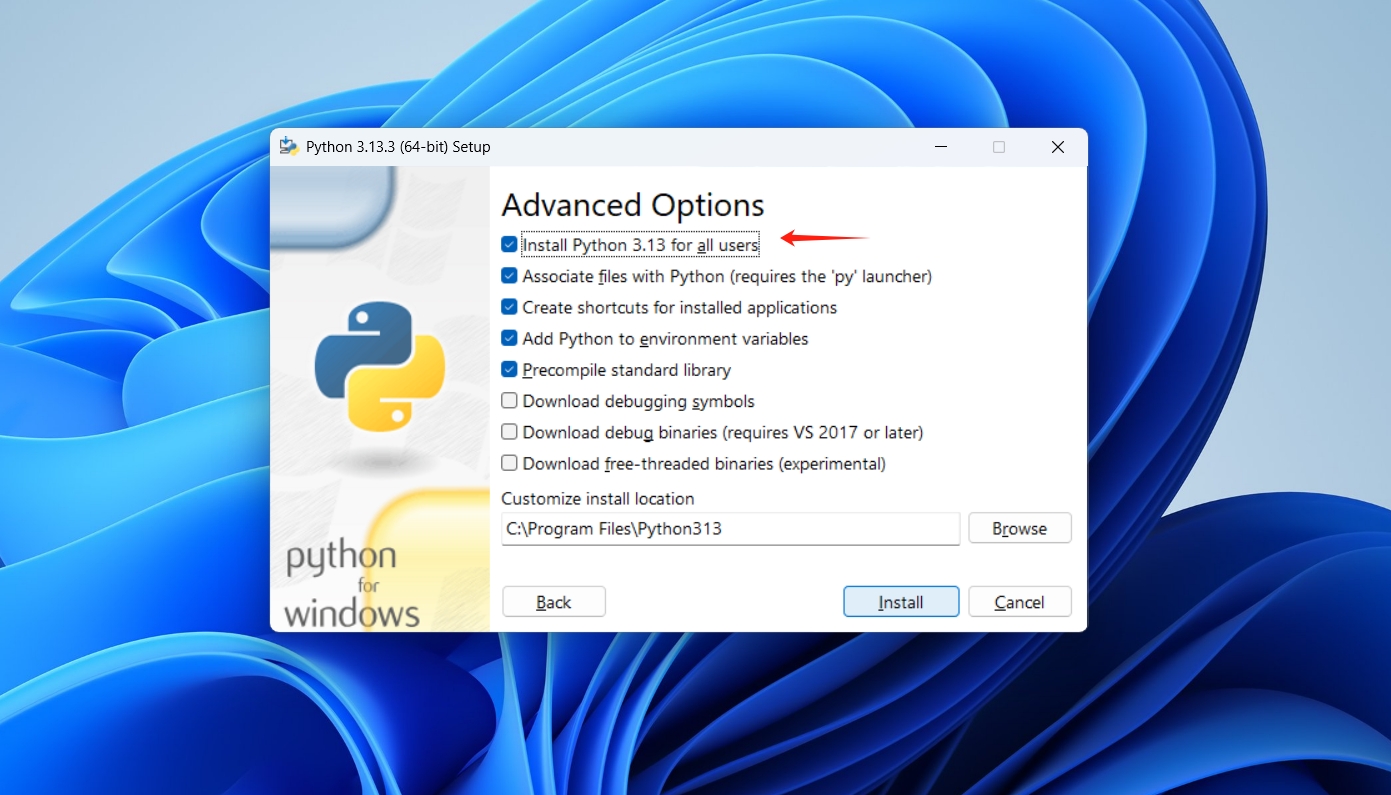 Python 3.13.3 (64-bit) Setup
Advanced Options
Install Python 3.13 for all users
Associate files with Python (requires the 'py' launcher)
Create shortcuts for installed applications
Add Python to environment variables
Precompile standard library
Download debugging symbols
Download debug binaries (requires VS 2017 or later)
Download free-threaded binaries (experimental)
Customize install location
C:\Program Files\Python313
Browse
python
for
windows
Back
Install
Cancel